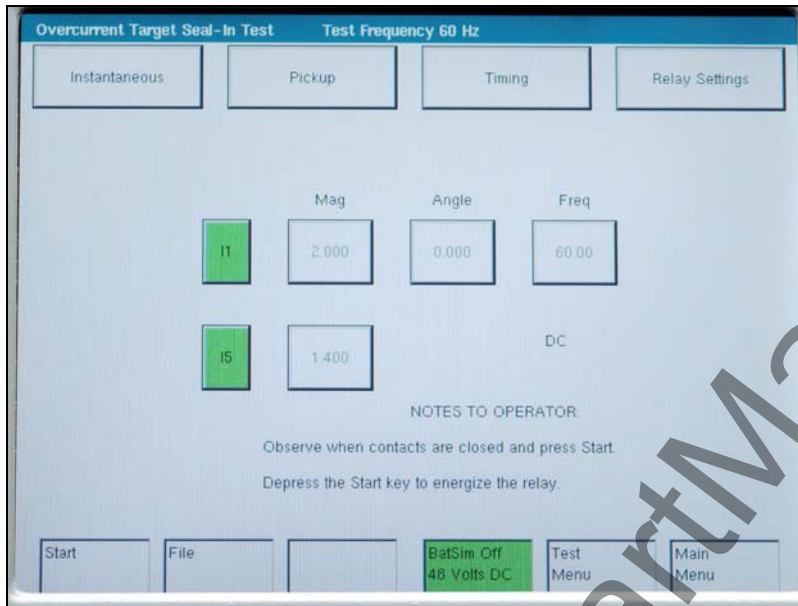 Overcurrent Target Seal-In Test Test Frequency 60 Hz
Instantaneous Pickup Timing Relay Settings
Mag Angle Freq
I1 2.000 0.000 60.00
I5 1.400 DC
NOTES TO OPERATOR:
Observe when contacts are closed and press Start.
Depress the Start key to energize the relay.
Start File BatSim Off Test Main
48 Volts DC Menu Menu